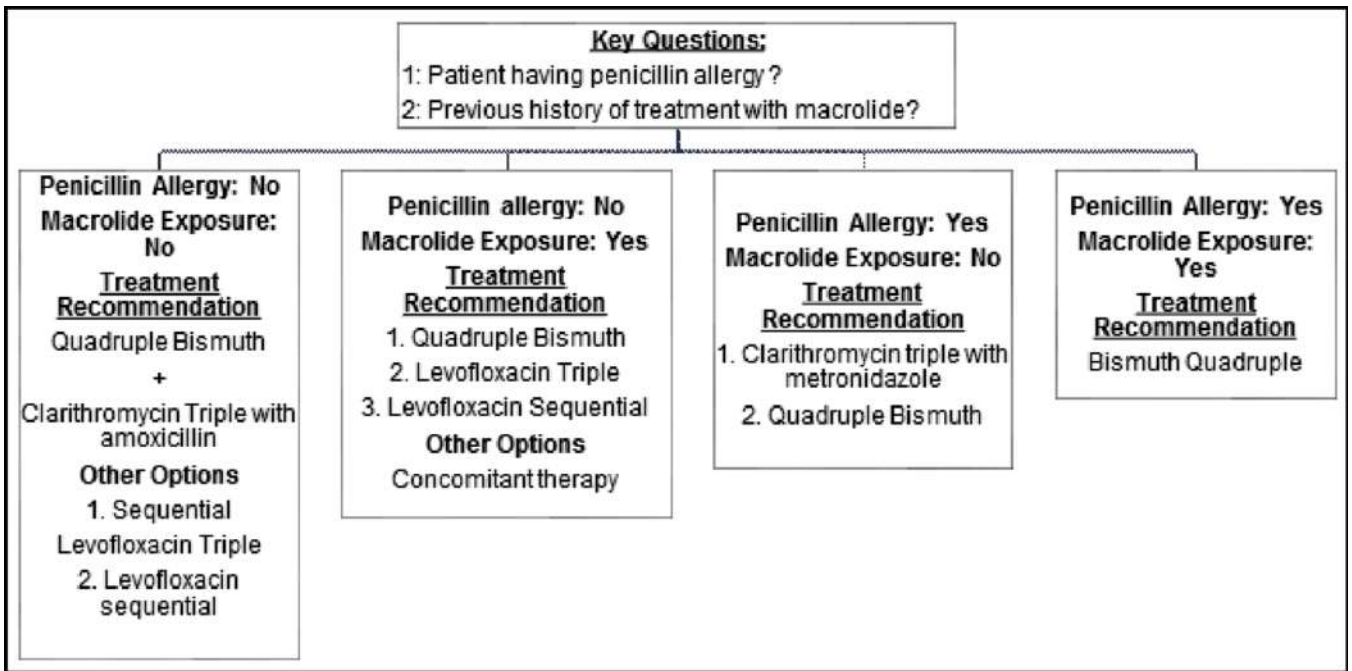 Key Questions:
1: Patient having penicillin allergy?
2: Previous history of treatment with macrolide?
Penicillin Allergy: No
Macrolide Exposure:
No
Treatment
Recommendation
Quadruple Bismuth
+
Clarithromycin Triple with
amoxicillin
Other Options
1. Sequential
Levofloxacin Triple
2. Levofloxacin
sequential
Penicillin allergy: No
Macrolide Exposure: Yes
Treatment
Recommendation
1. Quadruple Bismuth
2. Levofloxacin Triple
3. Levofloxacin Sequential
Other Options
Concomitant therapy
Penicillin Allergy: Yes
Macrolide Exposure: No
Treatment
Recommendation
1. Clarithromycin triple with
metronidazole
2. Quadruple Bismuth
Penicillin Allergy: Yes
Macrolide Exposure:
Yes
Treatment
Recommendation
Bismuth Quadruple